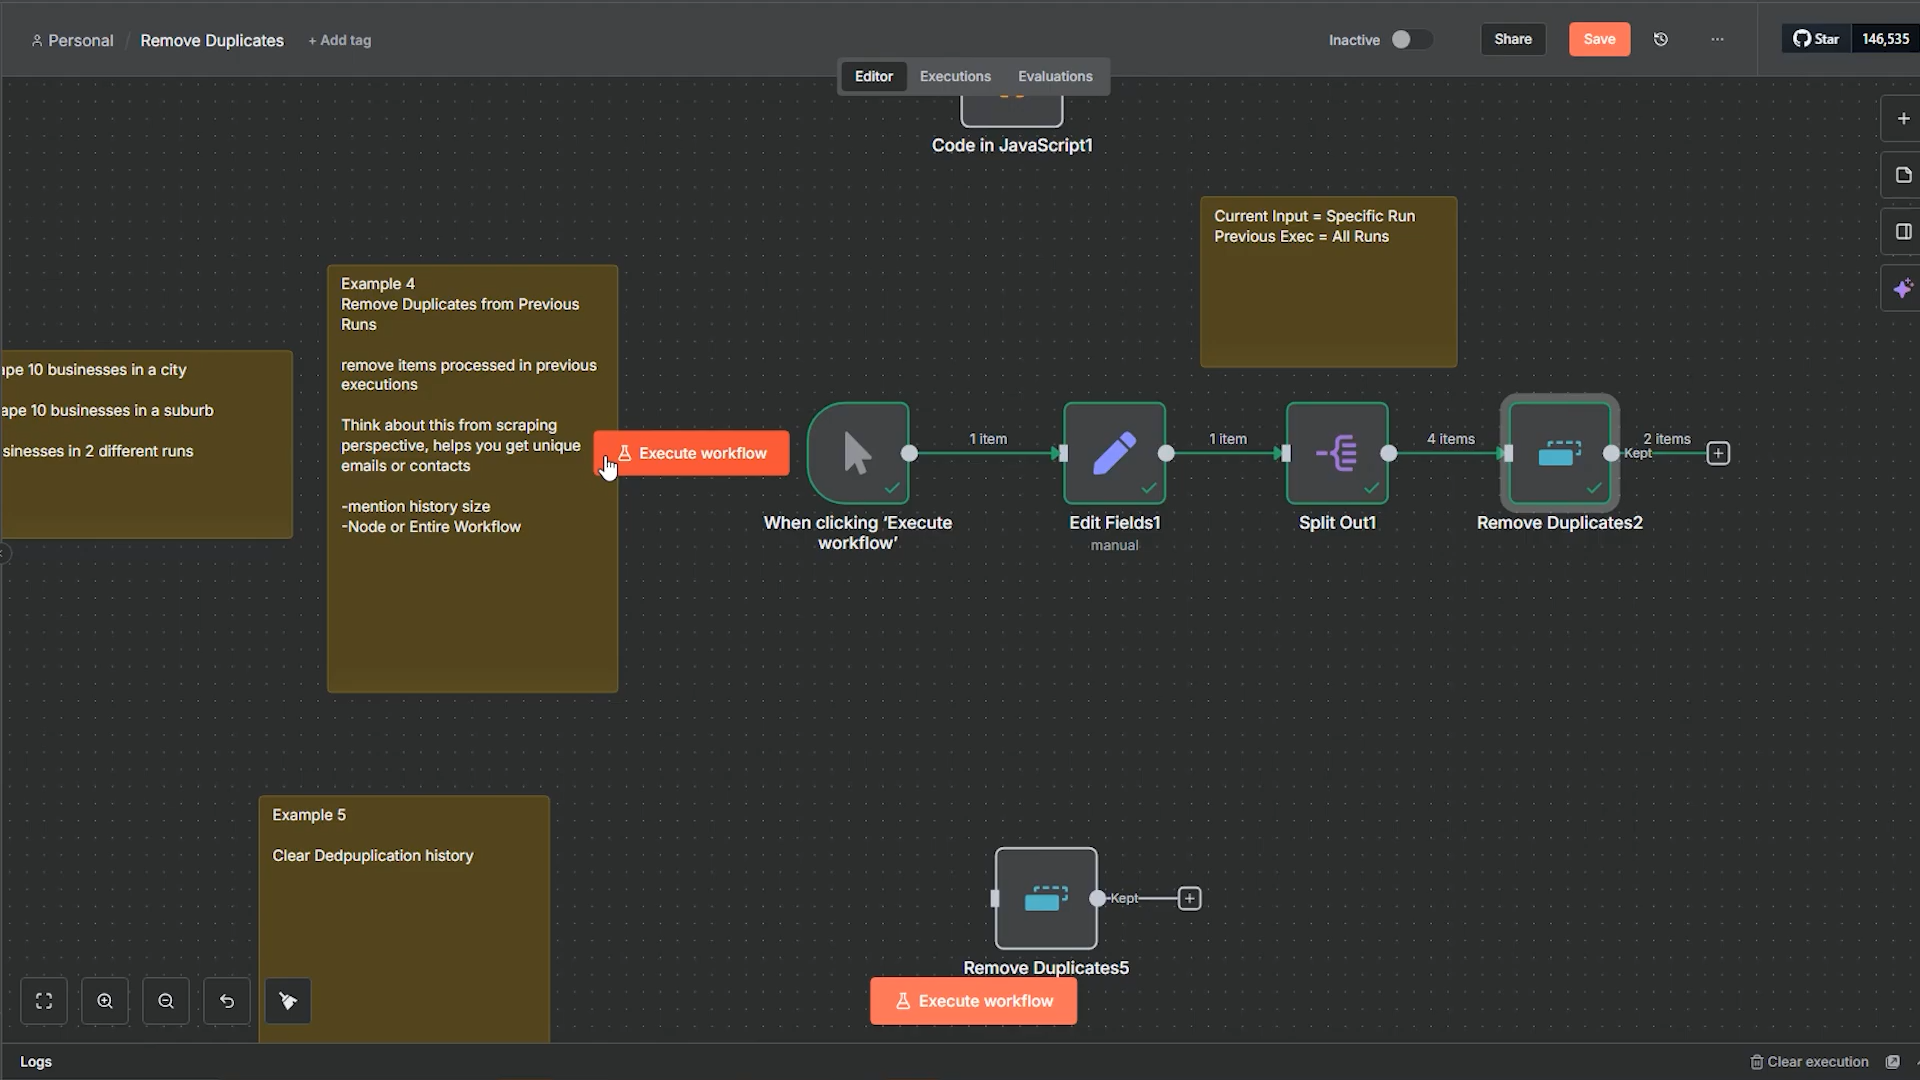 Personal / Remove Duplicates + Add tag
Inactive
Share
Save
Star 146,535
Editor Executions Evaluations
Code in JavaScript1
Current Input = Specific Run
Previous Exec = All Runs
Example 4
Remove Duplicates from Previous
Runs
remove items processed in previous
executions
Think about this from scraping
perspective, helps you get unique
emails or contacts
-mention history size
-Node or Entire Workflow
ape 10 businesses in a city
ape 10 businesses in a suburb
sinesses in 2 different runs
Execute workflow
1 item
1 item
4 items
2 items
Kept
When clicking ‘Execute
workflow’
Edit Fields1
manual
Split Out1
Remove Duplicates2
Example 5
Clear Dedpuplication history
Kept
Remove Duplicates5
Execute workflow
Logs
Clear execution